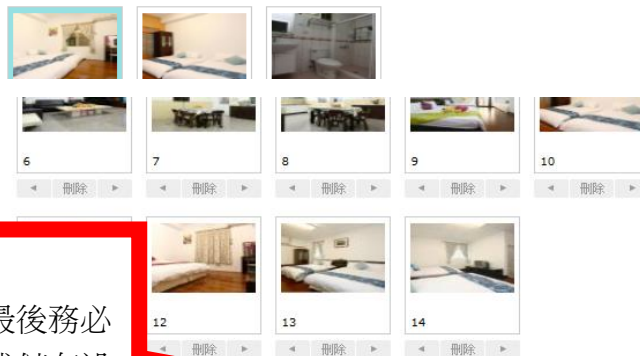 6 7 8 9 10
◄ 刪除 ► ◄ 刪除 ► ◄ 刪除 ► ◄ 刪除 ► ◄ 刪除 ►
最後務必
12 13 14
◄ 刪除 ► ◄ 刪除 ► ◄ 刪除 ►